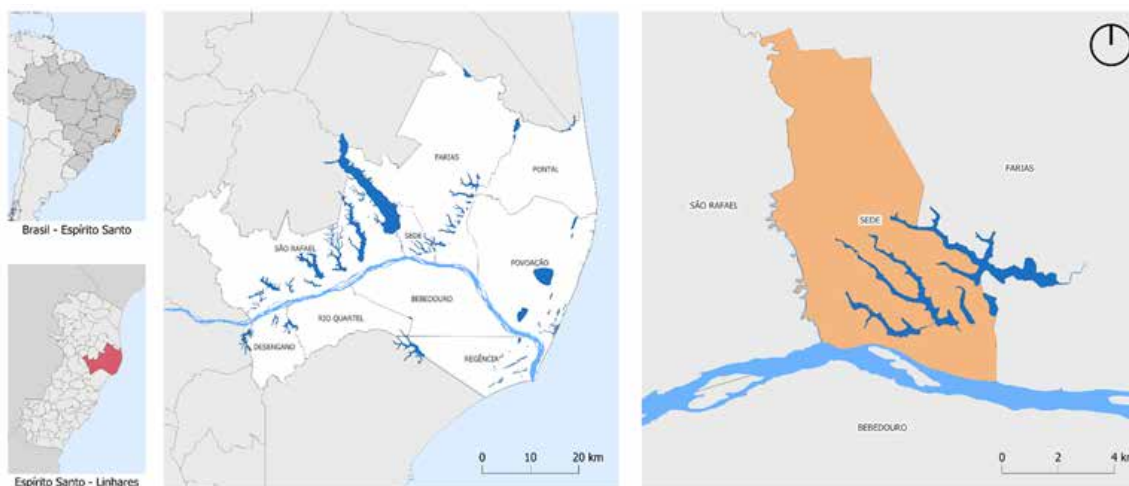 Brasil - Espírito Santo
Espírito Santo - Linhares
FARIAS
PONTAL
SÃO RAFAEL
SEDE
POVOAÇÃO
BEBEDOURO
RIO QUARTEL
DESENGANO
REGÊNCIA
0 10 20 km
FARIAS
SÃO RAFAEL
SEDE
BEBEDOURO
0 2 4 km